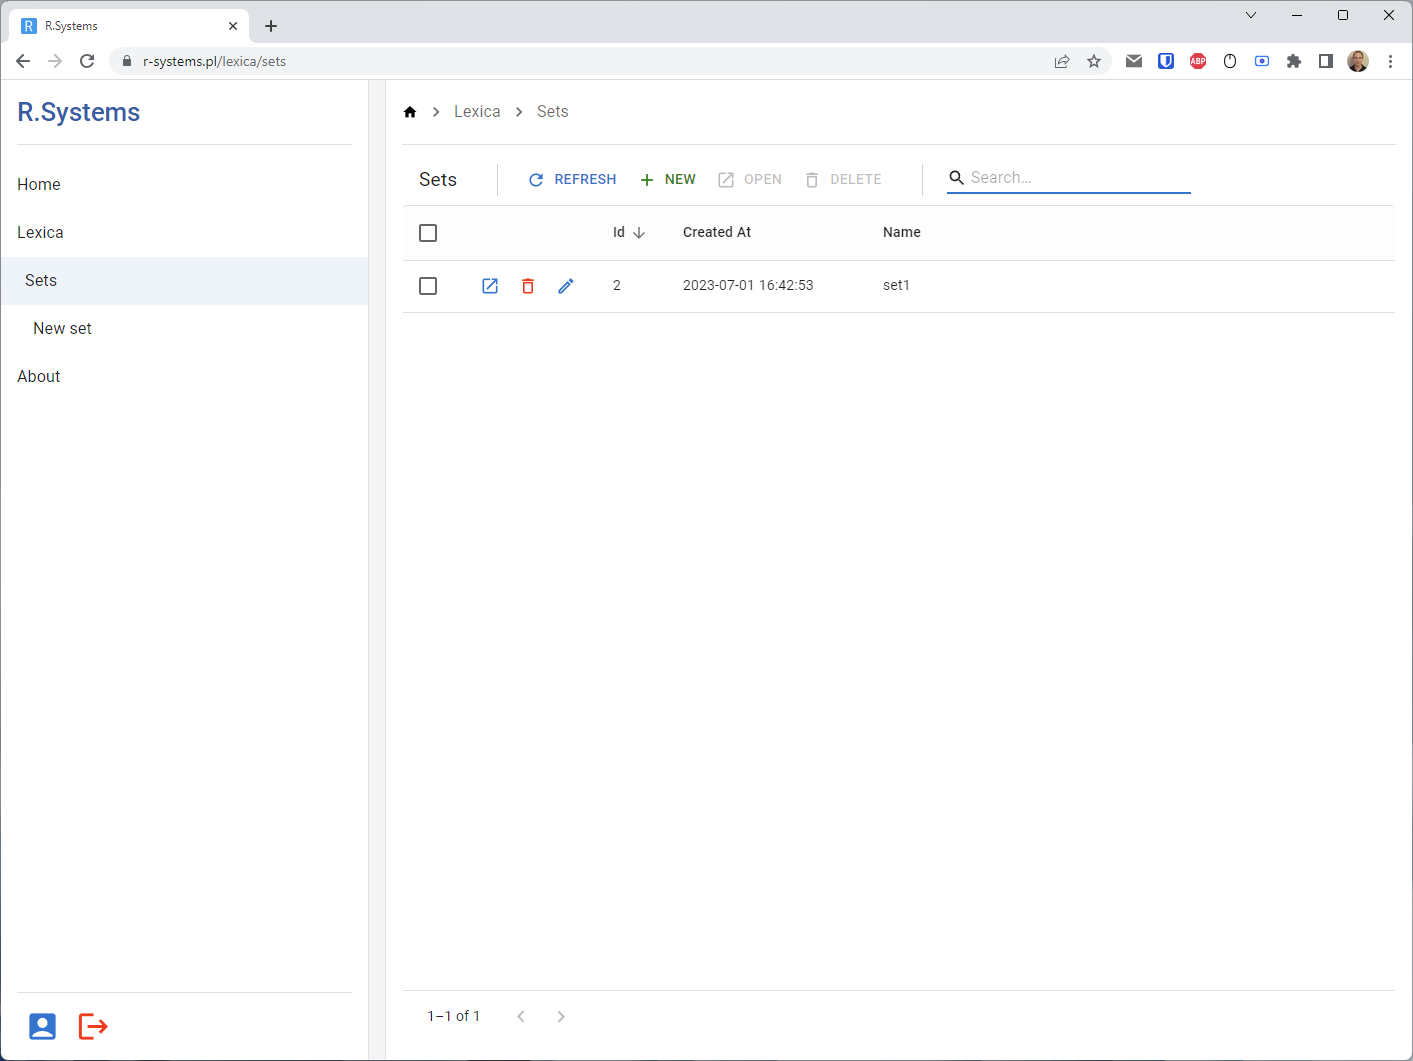 R R.Systems
r-systems.pl/lexica/sets
ABP
R.Systems
Home
Lexica
Sets
New set
About
Lexica Sets
Sets REFRESH NEW OPEN DELETE Search...
Id Created At Name
2 2023-07-01 16:42:53 set1
1–1 of 1